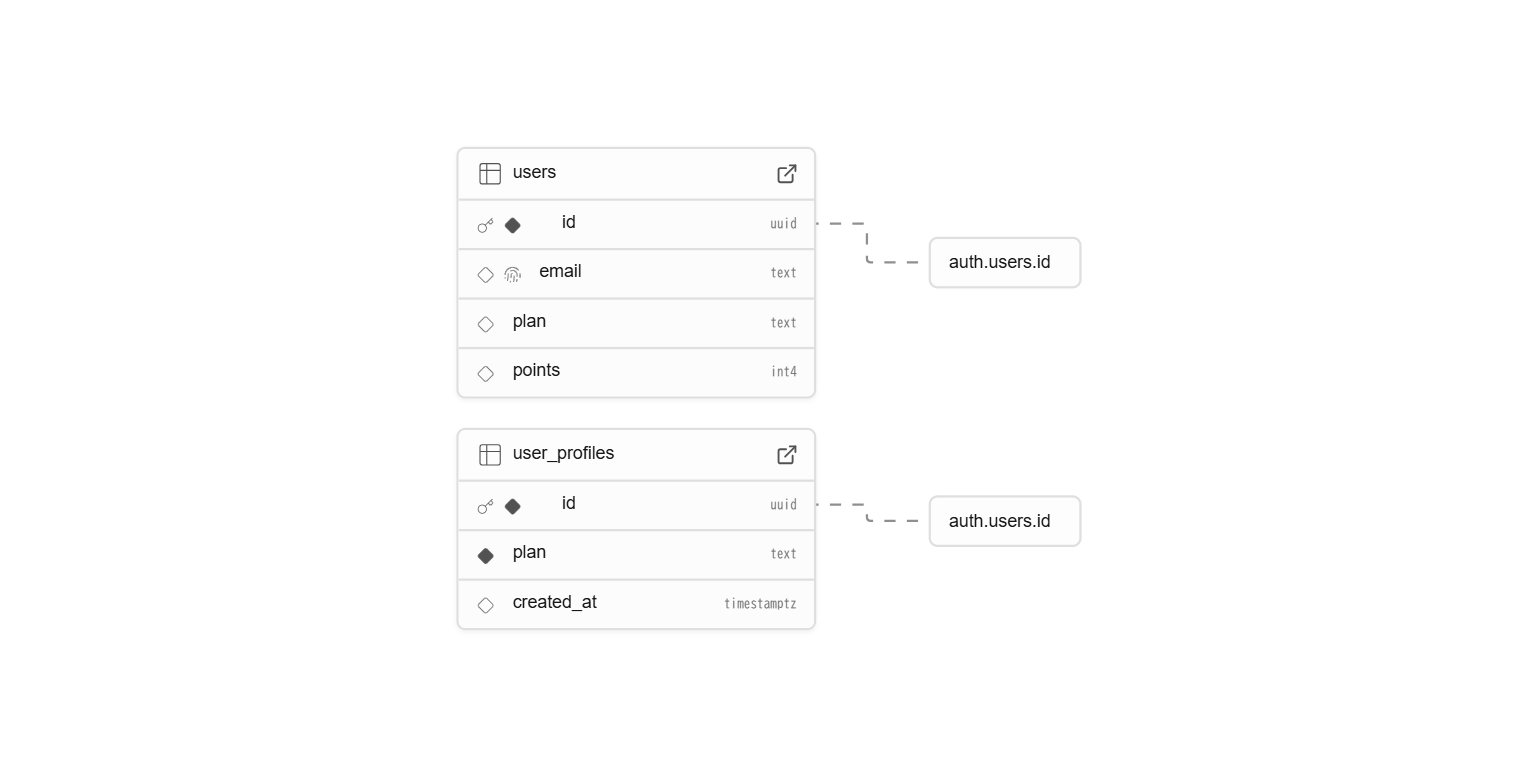 users
id uuid
auth.users.id
email text
plan text
points int4
user_profiles
id uuid
auth.users.id
plan text
created_at timestamptz